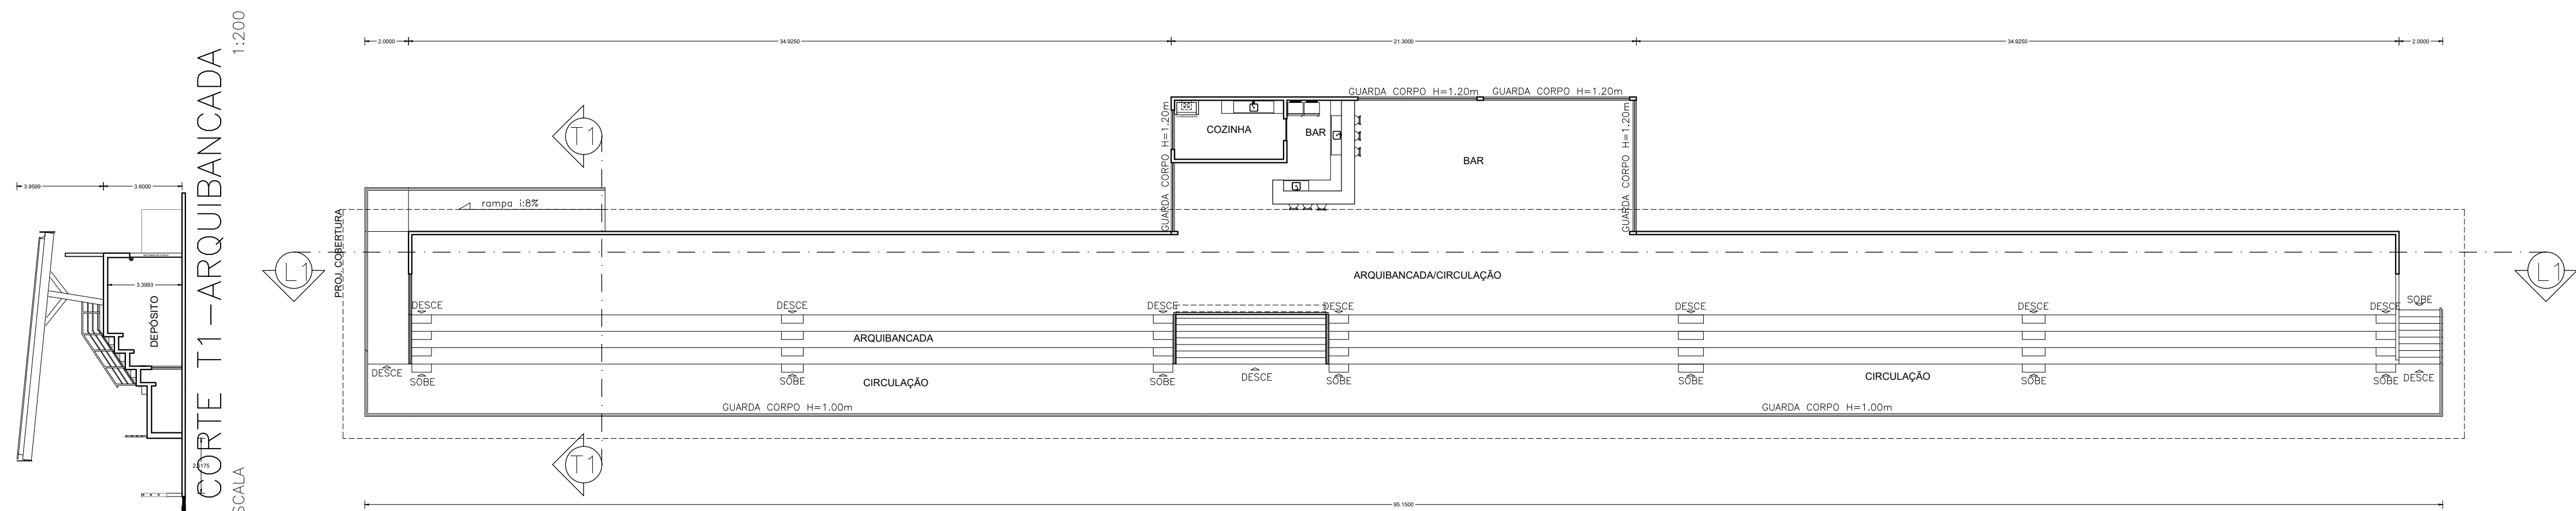 CORTE T1-ARQUIBANCADA
1:200
3.9599
3.6000
3.3993
DEPÓSITO
2.0000
34.9250
21.3000
34.9250
2.0000
GUARDA CORPO H=1.20m
GUARDA CORPO H=1.20m
T1
GUARDA CORPO H=1.20m
COZINHA
BAR
BAR
GUARDA CORPO H=1.20m
rampa i:8%
PROJ. COBERTURA
L1
L1
ARQUIBANCADA/CIRCULAÇÃO
DESCE
DESCE
DESCE
DESCE
DESCE
DESCE
DESCE
SOBE
ARQUIBANCADA
DESCE
SOBE
CIRCULAÇÃO
SOBE
SOBE
DESCE
SOBE
SOBE
CIRCULAÇÃO
SOBE
SOBE
DESCE
GUARDA CORPO H=1.00m
GUARDA CORPO H=1.00m
T1
95.1500